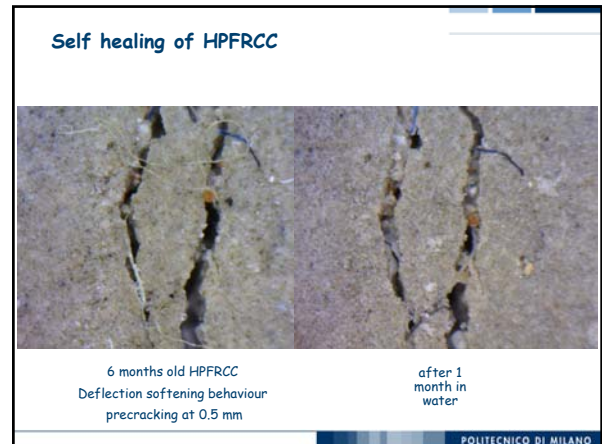 Self healing of HPFRCC
6 months old HPFRCC
Deflection softening behaviour
precracking at 0.5 mm
after 1
month in
water
POLITECNICO DI MILANO